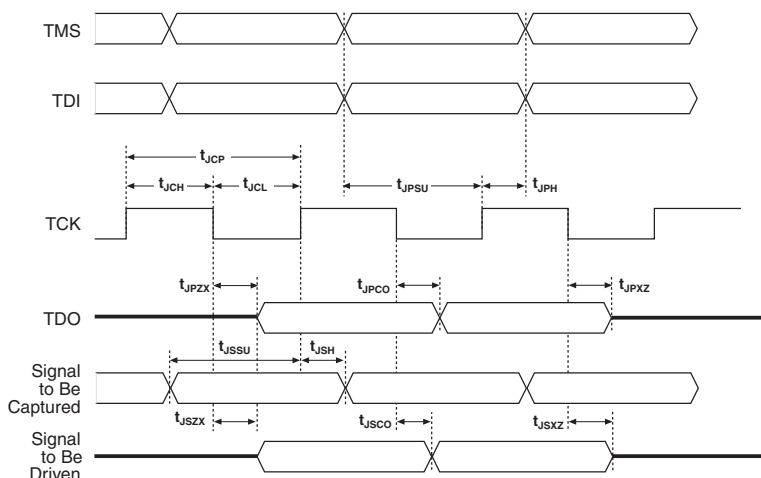 TMS
TDI
tJCP
tJCH
tJCL
tJPSU
tJPH
TCK
tJPZX
tJPCO
tJPXZ
TDO
tJSSU
tJSH
Signal
to Be
Captured
tJSZX
tJSCO
tJSXZ
Signal
to Be
Driven